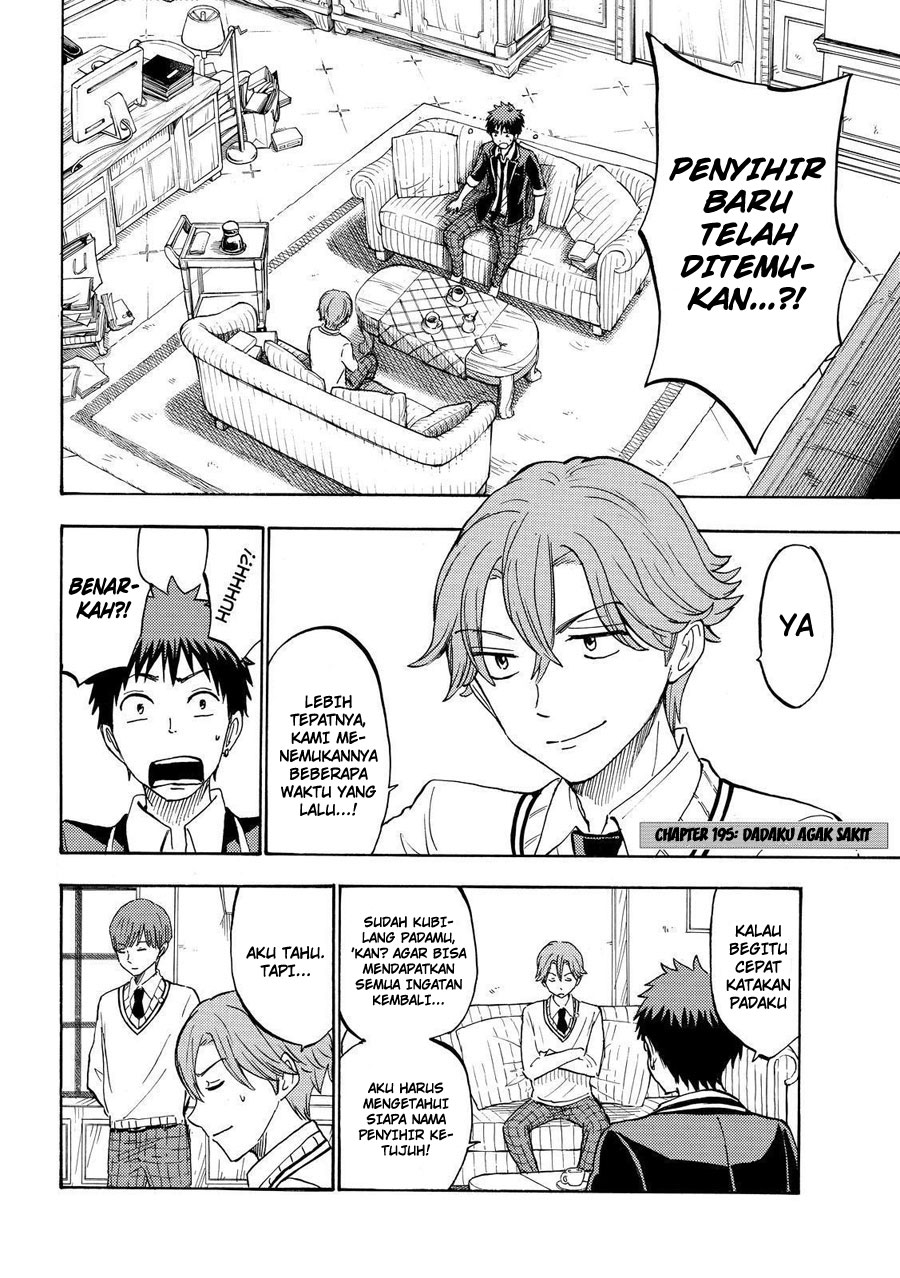 PENYIHIR
BARU
TELAH
DITEMU-
KAN...?!
YA
LEBIH
TEPATNYA,
KAMI ME-
NEMUKANNYA
BEBERAPA
WAKTU YANG
LALU...!
HUHHH?!
BENAR-
KAH?!
CHAPTER 195: DADAKU AGAK SAKIT
KALAU
BEGITU
CEPAT
KATAKAN
PADAKU
SUDAH KUBI-
LANG PADAMU,
'KAN? AGAR BISA
MENDAPATKAN
SEMUA INGATAN
KEMBALI...
AKU HARUS
MENGETAHUI
SIAPA NAMA
PENYIHIR KE-
TUJUH!
AKU TAHU.
TAPI...